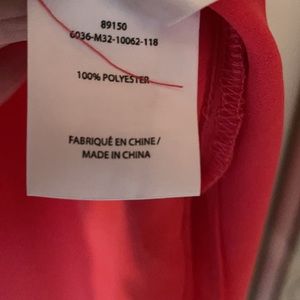 89150
6036-M32-10062-118
100% POLYESTER
FABRIQUÉ EN CHINE/
MADE IN CHINA